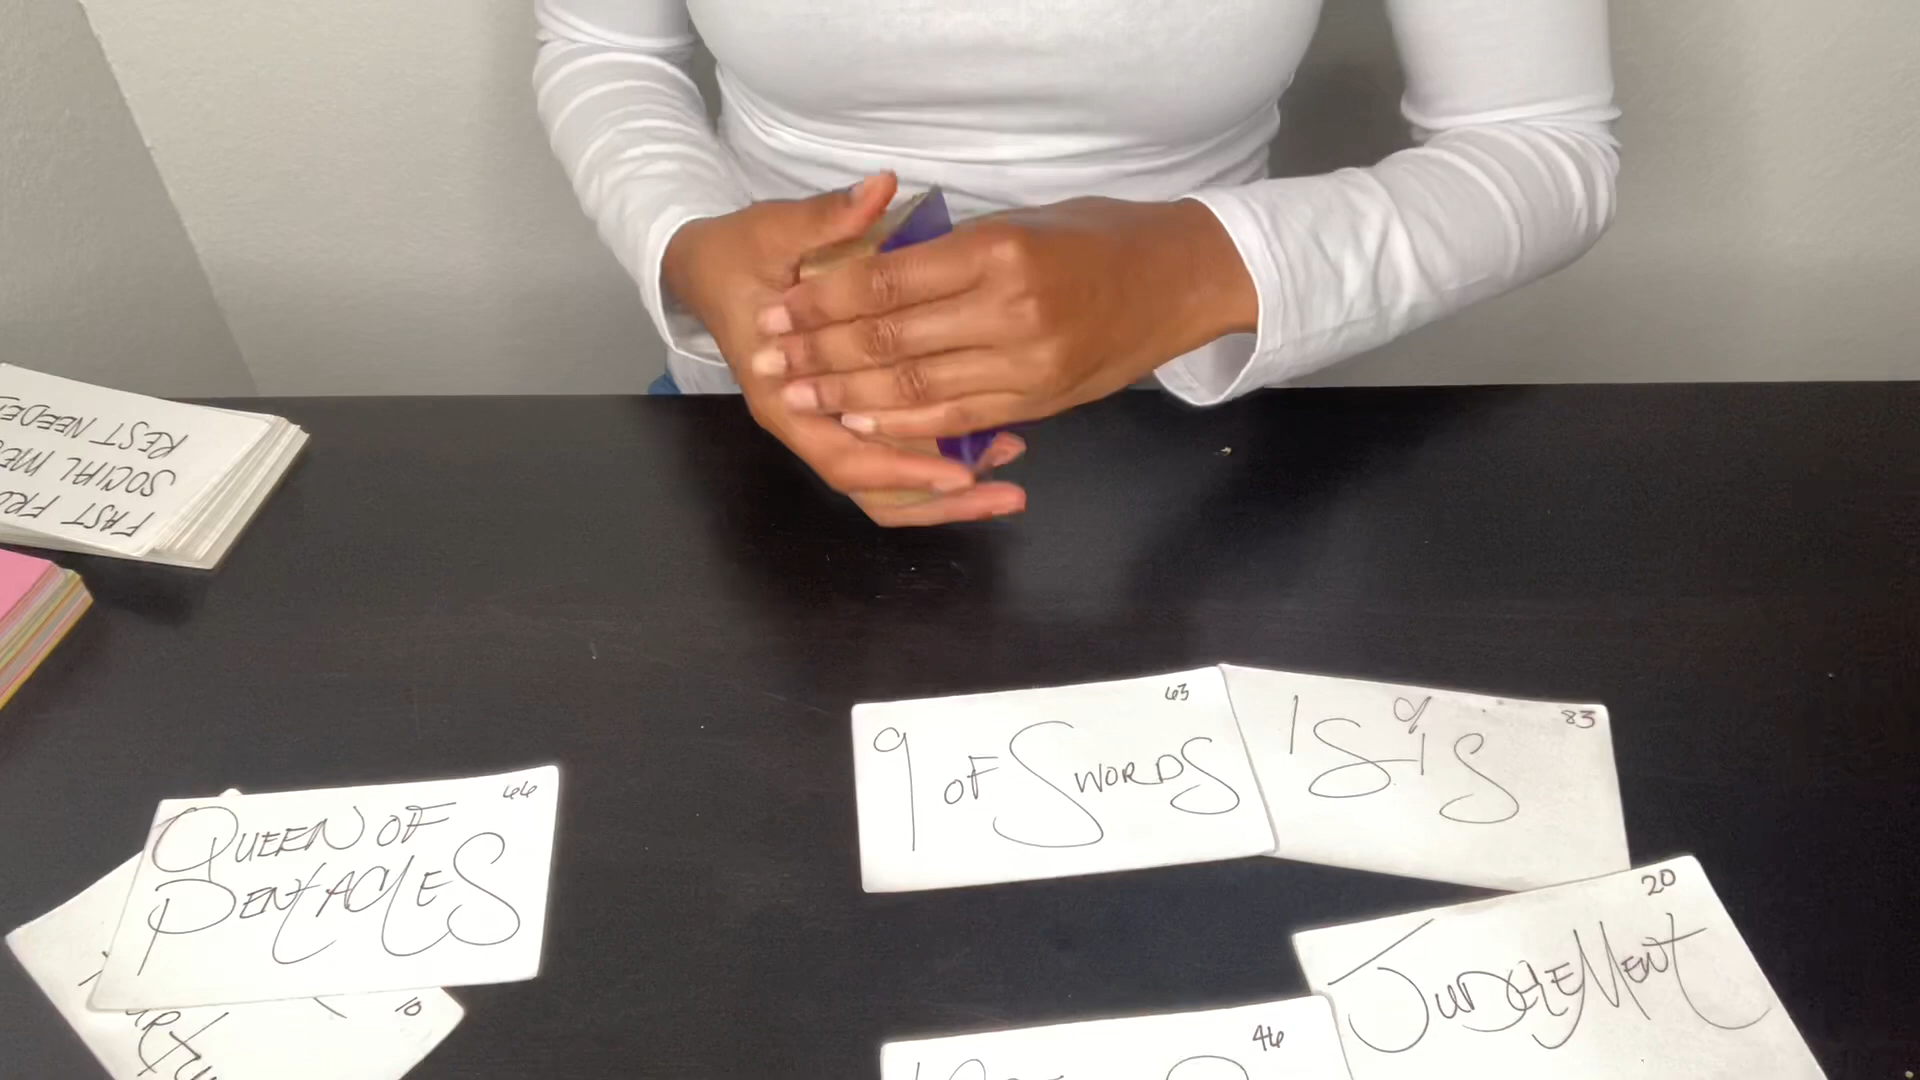 REST NEEDE
SOCIAL ME
FAST FRO
63
9 OF SWORDS
83
ISIS
66
QUEEN OF
PENTACLES
20
JUDGEMENT
10
46